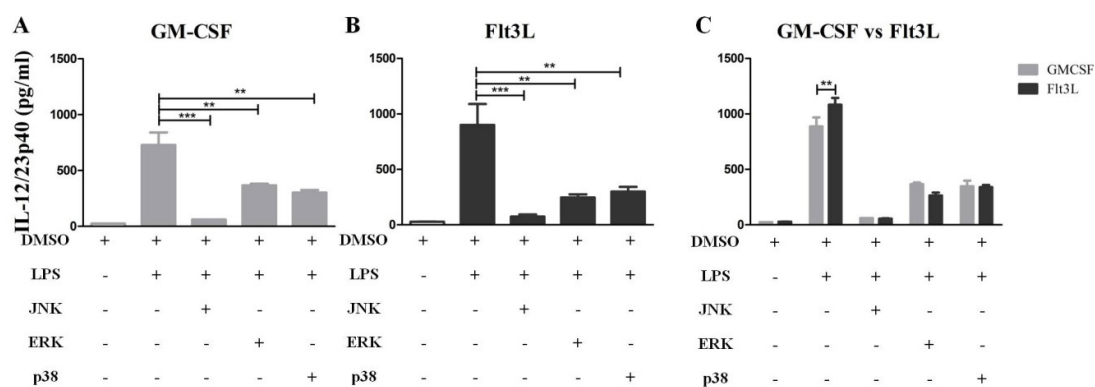 A B C
GM-CSF Flt3L GM-CSF vs Flt3L
IL-12/23p40 (pg/ml)
1500 1500 1500
GMCSF
Flt3L
** ** **
** **
*** ***
1000 1000 1000
500 500 500
0 0 0
DMSO + + + + + DMSO + + + + + DMSO + + + + +
LPS - + + + + LPS - + + + + LPS - + + + +
JNK - - + - - JNK - - + - - JNK - - + - -
ERK - - - + - ERK - - - + - ERK - - - + -
p38 - - - - + p38 - - - - + p38 - - - - +